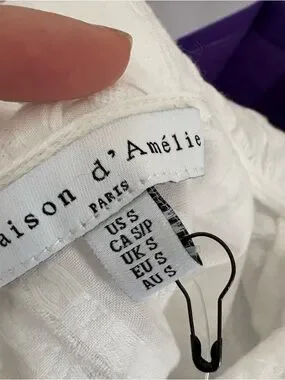 aison d'Amélie
PARIS
US S
CA S/P
UK S
EU S
AU S